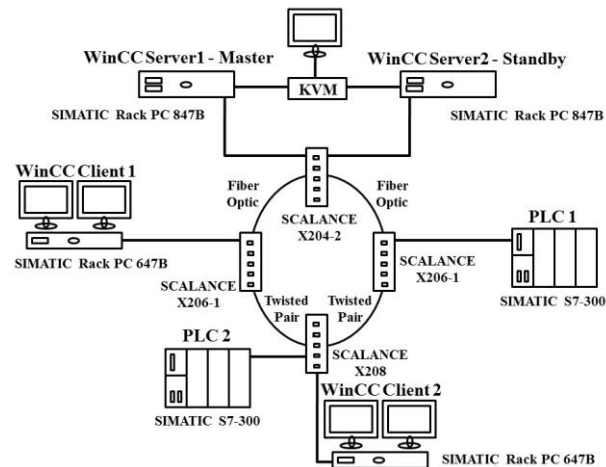 WinCC Server1 - Master
WinCC Server2 - Standby
KVM
SIMATIC Rack PC 847B
SIMATIC Rack PC 847B
WinCC Client 1
Fiber
Optic
Fiber
Optic
SCALANCE
X204-2
PLC 1
SIMATIC Rack PC 647B
SCALANCE
X206-1
SCALANCE
X206-1
SIMATIC S7-300
Twisted
Pair
Twisted
Pair
PLC 2
SCALANCE
X208
WinCC Client 2
SIMATIC S7-300
SIMATIC Rack PC 647B